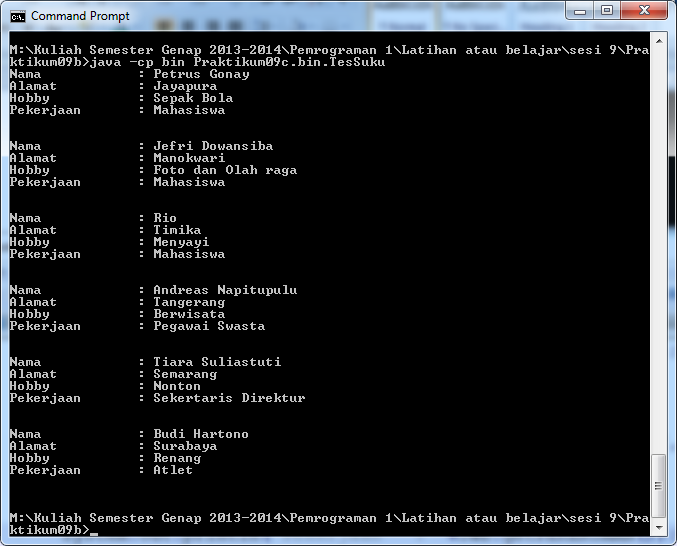 Command Prompt
M:\Kuliah Semester Genap 2013-2014\Pemrograman 1\Latihan atau belajar\sesi 9\Pra
ktikum09b>java -cp bin Praktikum09c.bin.TesSuku
Nama : Petrus Gonay
Alamat : Jayapura
Hobby : Sepak Bola
Pekerjaan : Mahasiswa
Nama : Jefri Dowansiba
Alamat : Manokwari
Hobby : Foto dan Olah raga
Pekerjaan : Mahasiswa
Nama : Rio
Alamat : Timika
Hobby : Menyayi
Pekerjaan : Mahasiswa
Nama : Andreas Napitupulu
Alamat : Tangerang
Hobby : Berwisata
Pekerjaan : Pegawai Swasta
Nama : Tiara Suliastuti
Alamat : Semarang
Hobby : Nonton
Pekerjaan : Sekertaris Direktur
Nama : Budi Hartono
Alamat : Surabaya
Hobby : Renang
Pekerjaan : Atlet
M:\Kuliah Semester Genap 2013-2014\Pemrograman 1\Latihan atau belajar\sesi 9\Pra
ktikum09b>_